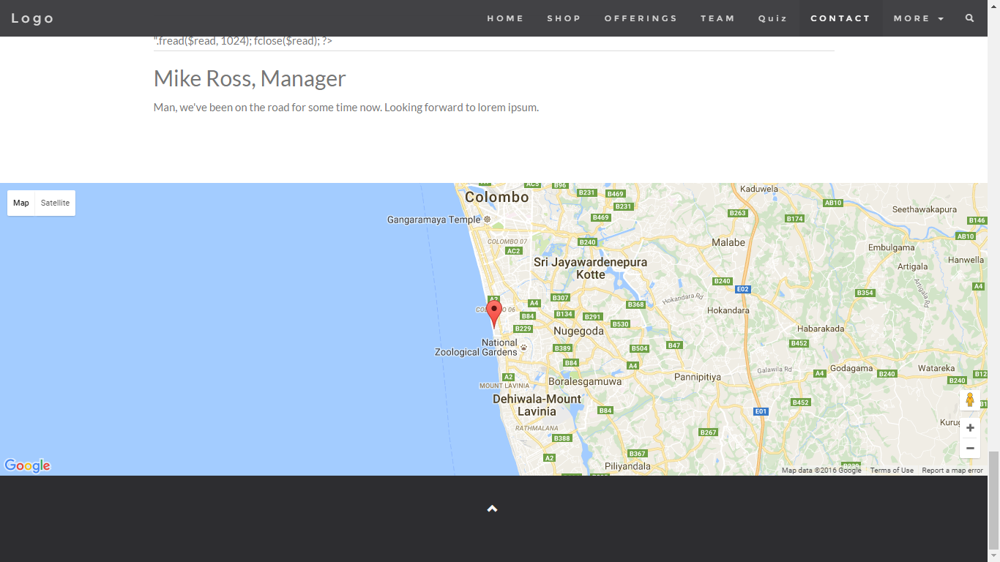 Logo
HOME SHOP OFFERINGS TEAM Quiz CONTACT MORE
".fread($read, 1024); fclose($read); ?>
Mike Ross, Manager
Man, we've been on the road for some time now. Looking forward to lorem ipsum.
Map Satellite
Colombo
B96
B231
B469
B231
B469
Kaduwela
AB10
B263
B174
Seethawakapura
B146
AB10
Gangaramaya Temple
COLOMBO 07
AC2
B240
Malabe
Embulgama
Hanwella
Artigala
Sri Jayawardenepura
Kotte
B240
E02
A4
B354
Artigala Rd
A2
A4
B307
B368
Hokandara Rd
Hokandara
B84
B134
B291
B530
B229
Nugegoda
Habarakada
National
Zoological Gardens
B389
B504
B47
B452
B84
A4
Galawila Rd
A4
Godagama
B240
Watareka
B240
A2
MOUNT LAVINIA
Boralesgamuwa
Pannipitiya
Dehiwala-Mount
Lavinia
B84
E01
B452
RATHMALANA
B388
B267
A2
B367
Piliyandala
Google
Map data ©2016 Google Terms of Use Report a map error